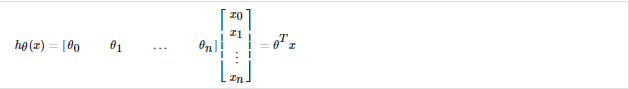 hθ(x) = [θ0 θ1 … θn] [x0 x1 ⋮ xn] = θ^T x